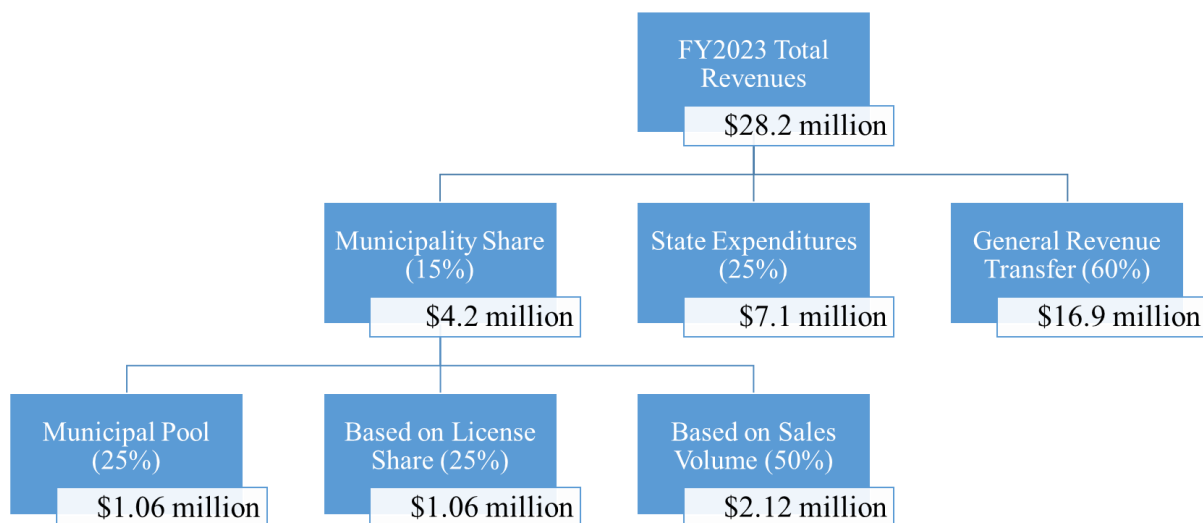 FY2023 Total
Revenues
$28.2 million
Municipality Share
(15%)
$4.2 million
State Expenditures
(25%)
$7.1 million
General Revenue
Transfer (60%)
$16.9 million
Municipal Pool
(25%)
$1.06 million
Based on License
Share (25%)
$1.06 million
Based on Sales
Volume (50%)
$2.12 million